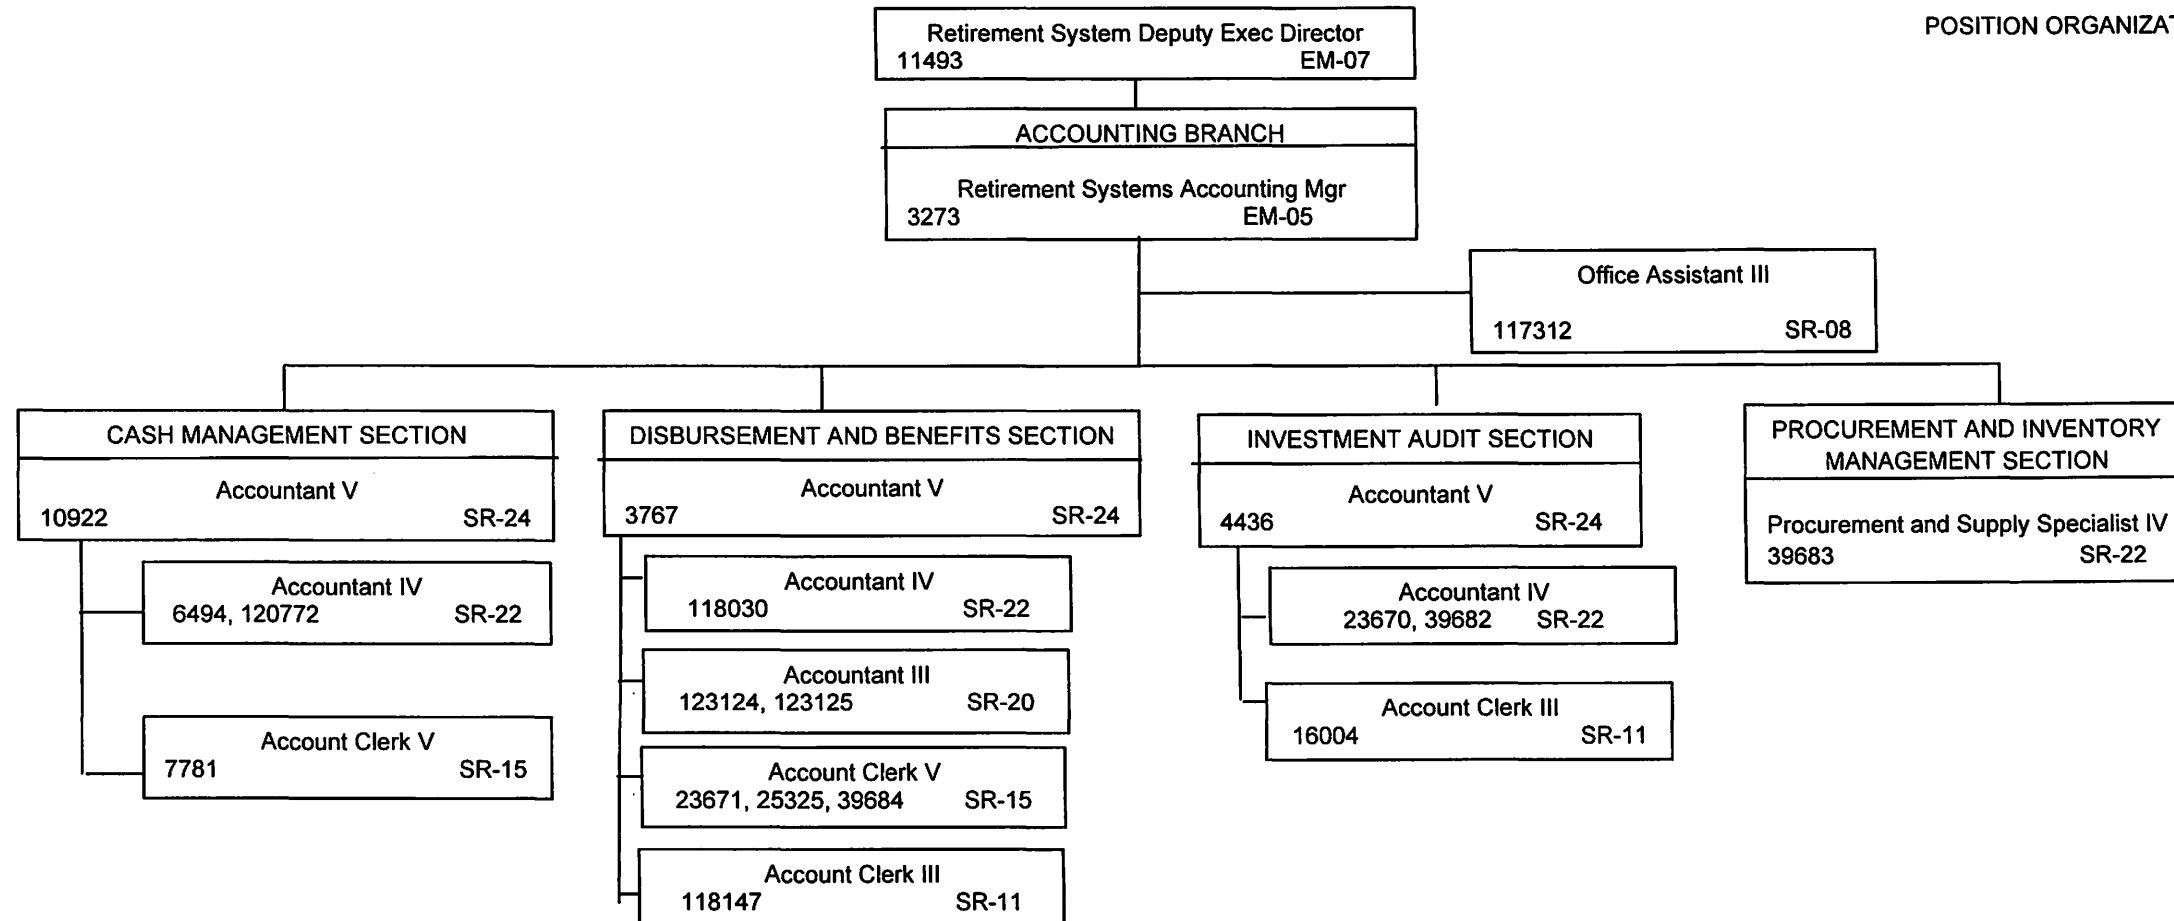 POSITION ORGANIZAT
Retirement System Deputy Exec Director
11493 EM-07
ACCOUNTING BRANCH
Retirement Systems Accounting Mgr
3273 EM-05
Office Assistant III
117312 SR-08
CASH MANAGEMENT SECTION
Accountant V
10922 SR-24
Accountant IV
6494, 120772 SR-22
Account Clerk V
7781 SR-15
DISBURSEMENT AND BENEFITS SECTION
Accountant V
3767 SR-24
Accountant IV
118030 SR-22
Accountant III
123124, 123125 SR-20
Account Clerk V
23671, 25325, 39684 SR-15
Account Clerk III
118147 SR-11
INVESTMENT AUDIT SECTION
Accountant V
4436 SR-24
Accountant IV
23670, 39682 SR-22
Account Clerk III
16004 SR-11
PROCUREMENT AND INVENTORY
MANAGEMENT SECTION
Procurement and Supply Specialist IV
39683 SR-22